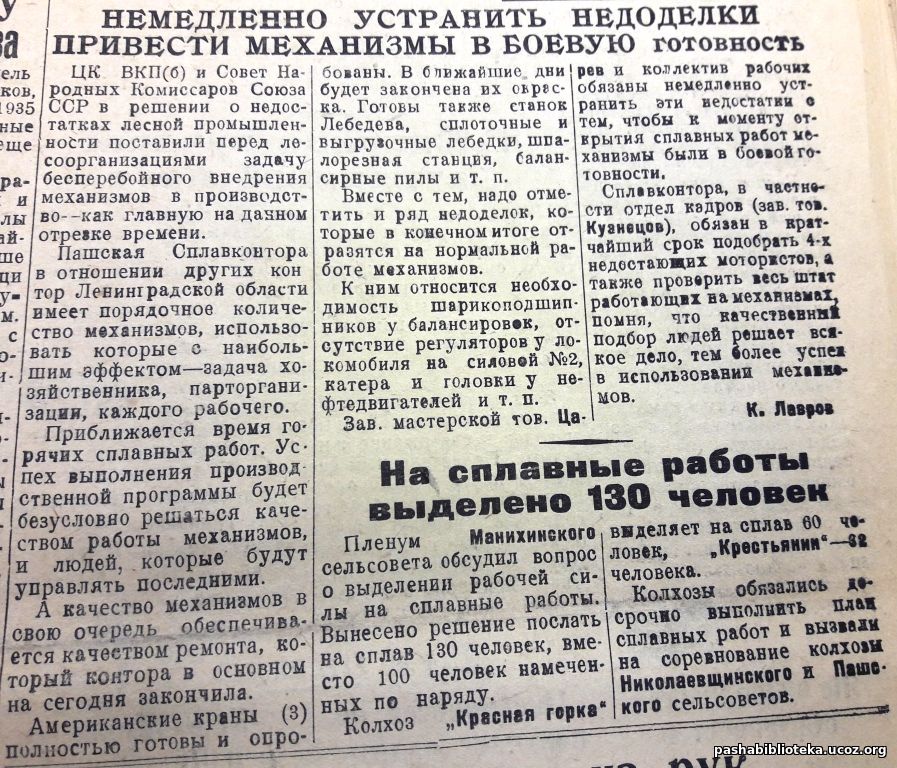 НЕМЕДЛЕННО УСТРАНИТЬ НЕДОДЕЛКИ
ПРИВЕСТИ МЕХАНИЗМЫ В БОЕВУЮ ГОТОВНОСТЬ
ЦК ВКП(б) и Совет На-
родных Комиссаров Союза
ССР в решении о недос-
татках лесной промышлен-
ности поставили перед ле-
соорганизациями задачу
бесперебойного внедрения
механизмов в производст-
во--как главную на данном
отрезке времени.
Пашская Сплавконтора
в отношении других кон
тор Ленинградской области
имеет порядочное количе-
ство механизмов, использо-
вать которые с наиболь-
шим эффектом—задача хо-
зяйственника, парторгани-
зации, каждого рабочего.
Приближается время го-
рячих сплавных работ. Ус-
пех выполнения производ-
ственной программы будет
безусловно решаться каче-
ством работы механизмов,
и людей, которые будут
управлять последними.
А качество механизмов в
свою очередь обеспечива-
ется качеством ремонта, ко-
торый контора в основном
на сегодня закончила.
Американские краны (3)
полностью готовы и опро-
бованы. В ближайшие дни
будет закончена их окрас-
ка. Готовы также станок
Лебедева, сплоточные и
выгрузочные лебедки, шпа-
лорезная станция, балан-
сирные пилы и т. п.
Вместе с тем, надо отме-
тить и ряд недоделок, ко-
торые в конечном итоге от-
разятся на нормальной ра-
боте механизмов.
К ним относится необхо-
димость шарикоподшип-
ников у балансировок, от-
сутствие регуляторов у ло-
комобиля на силовой №2,
катера и головки у не-
фтедвигателей и т. п.
Зав. мастерской тов. Ца-
рев и коллектив рабочих
обязаны немедленно уст-
ранить эти недостатки с
тем, чтобы к моменту от-
крытия сплавных работ ме-
ханизмы были в боевой го-
товности.
Сплавконтора, в частно-
сти отдел кадров (зав. тов.
Кузнецов), обязан в крат-
чайший срок подобрать 4-х
недостающих мотористов, а
также проверить весь штат
работающих на механизмах,
помня, что качественный
подбор людей решает вся-
кое дело, тем более успех
в использовании механиз-
мов.
К. Лавров
На сплавные работы
выделено 130 человек
Пленум Манихинского
сельсовета обсудил вопрос
о выделении рабочей си-
лы на сплавные работы.
Вынесено решение послать
на сплав 130 человек, вме-
сто 100 человек намечен-
ных по наряду.
Колхоз „Красная горка"
выделяет на сплав 60 че-
ловек, „Крестьянин"—32
человека.
Колхозы обязались до-
срочно выполнить план
сплавных работ и вызвали
на соревнование колхозы
Николаевщинского и Пашс-
кого сельсоветов.
pashabiblioteka.ucoz.org